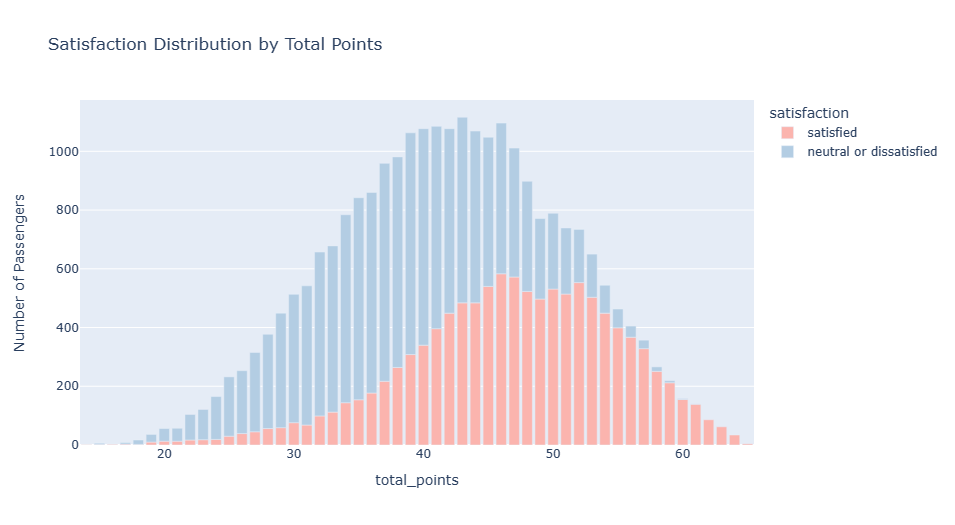 Satisfaction Distribution by Total Points
satisfaction
satisfied
neutral or dissatisfied
Number of Passengers
1000
800
600
400
200
0
20 30 40 50 60
total_points